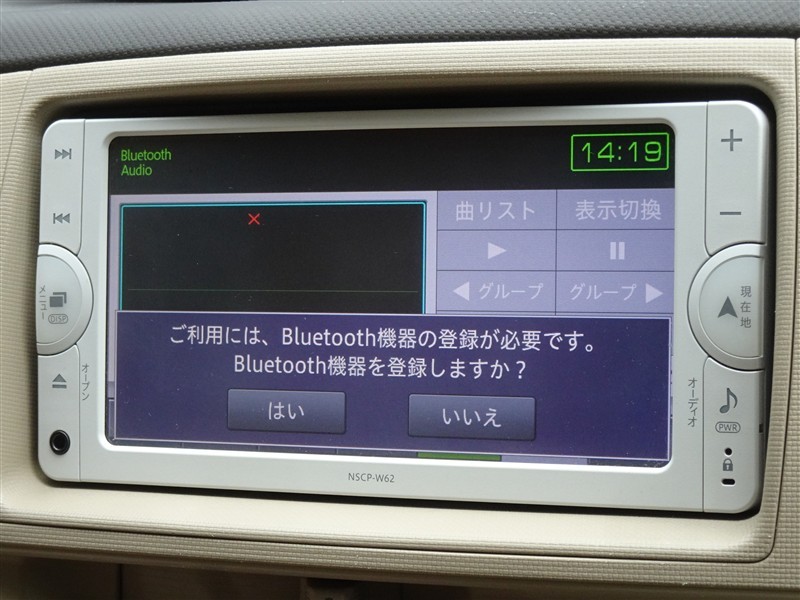 Bluetooth
Audio
14:19
曲リスト
表示切換
グループ
グループ
ご利用には、Bluetooth機器の登録が必要です。
Bluetooth機器を登録しますか？
はい
いいえ
メニュー
DISP
オープン
現在地
オーディオ
PWR
NSCP-W62